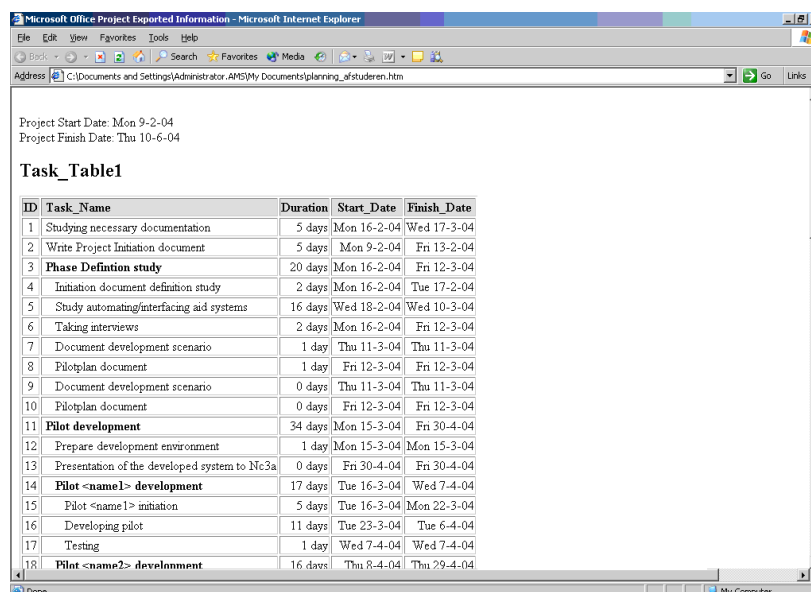 Microsoft Office Project Exported Information - Microsoft Internet Explorer
File Edit View Favorites Tools Help
Back Search Favorites Media
Address C:\Documents and Settings\Administrator.AMS\My Documents\planning_afstuderen.htm Go Links
Project Start Date: Mon 9-2-04
Project Finish Date: Thu 10-6-04
Task_Table1
ID Task_Name Duration Start_Date Finish_Date
1 Studying necessary documentation 5 days Mon 16-2-04 Wed 17-3-04
2 Write Project Initiation document 5 days Mon 9-2-04 Fri 13-2-04
3 Phase Defintion study 20 days Mon 16-2-04 Fri 12-3-04
4 Initiation document definition study 2 days Mon 16-2-04 Tue 17-2-04
5 Study automating/interfacing aid systems 16 days Wed 18-2-04 Wed 10-3-04
6 Taking interviews 2 days Mon 16-2-04 Fri 12-3-04
7 Document development scenario 1 day Thu 11-3-04 Thu 11-3-04
8 Pilotplan document 1 day Fri 12-3-04 Fri 12-3-04
9 Document development scenario 0 days Thu 11-3-04 Thu 11-3-04
10 Pilotplan document 0 days Fri 12-3-04 Fri 12-3-04
11 Pilot development 34 days Mon 15-3-04 Fri 30-4-04
12 Prepare development environment 1 day Mon 15-3-04 Mon 15-3-04
13 Presentation of the developed system to Nc3a 0 days Fri 30-4-04 Fri 30-4-04
14 Pilot <name1> development 17 days Tue 16-3-04 Wed 7-4-04
15 Pilot <name1> initiation 5 days Tue 16-3-04 Mon 22-3-04
16 Developing pilot 11 days Tue 23-3-04 Tue 6-4-04
17 Testing 1 day Wed 7-4-04 Wed 7-4-04
18 Pilot <name2> development 16 days Thu 8-4-04 Thu 29-4-04
Done My Computer